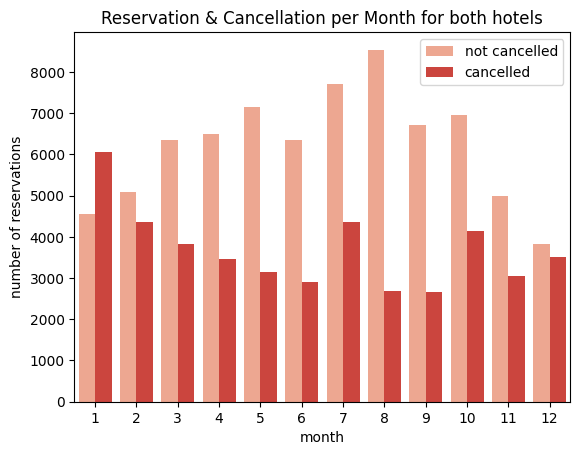 Reservation & Cancellation per Month for both hotels
not cancelled
cancelled
number of reservations
8000
7000
6000
5000
4000
3000
2000
1000
0
1 2 3 4 5 6 7 8 9 10 11 12
month